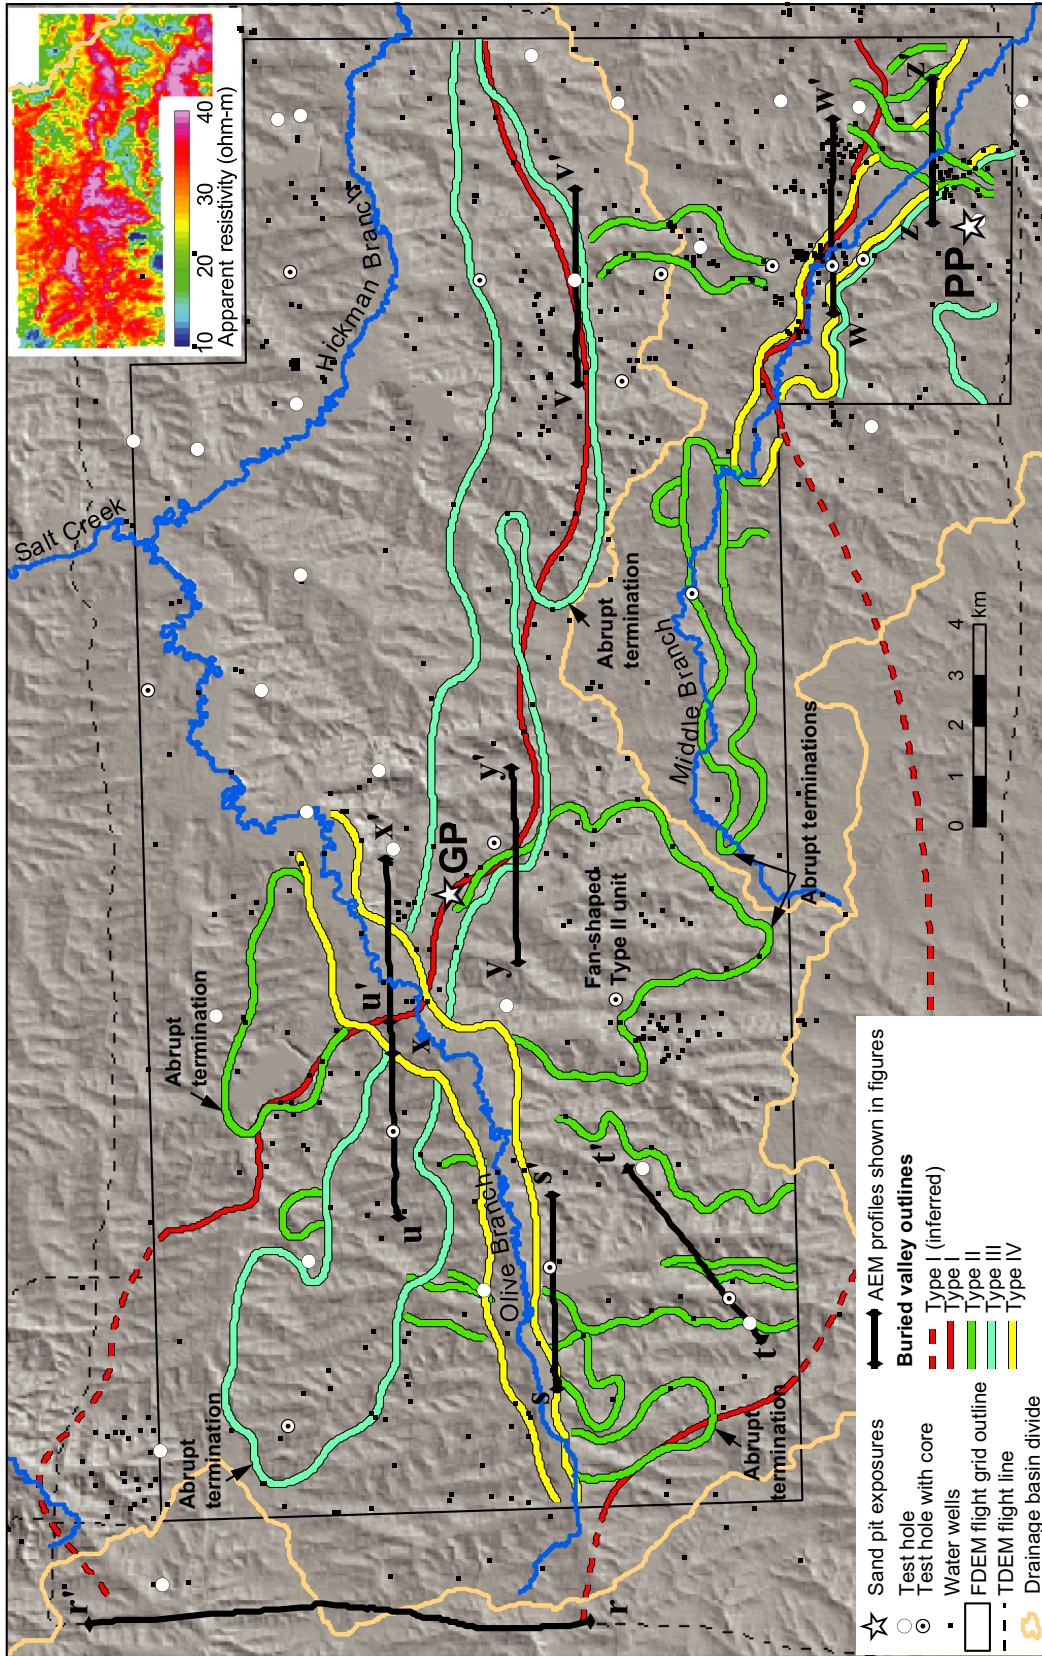 10
20
30
40
Apparent resistivity (ohm-m)
Salt Creek
Hickman Branch
Middle Branch
Olive Branch
Abrupt
termination
Abrupt
termination
Abrupt
termination
Abrupt
termination
Abrupt terminations
Fan-shaped
Type II unit
GP
PP
r
r'
s
s'
t
t'
u
u'
v
v'
w
w'
x
x'
y
y'
z
z'
0
1
2
3
4
km
Sand pit exposures
Test hole
Test hole with core
Water wells
FDEM flight grid outline
TDEM flight line
Drainage basin divide
AEM profiles shown in figures
Buried valley outlines
Type I (inferred)
Type I
Type II
Type III
Type IV